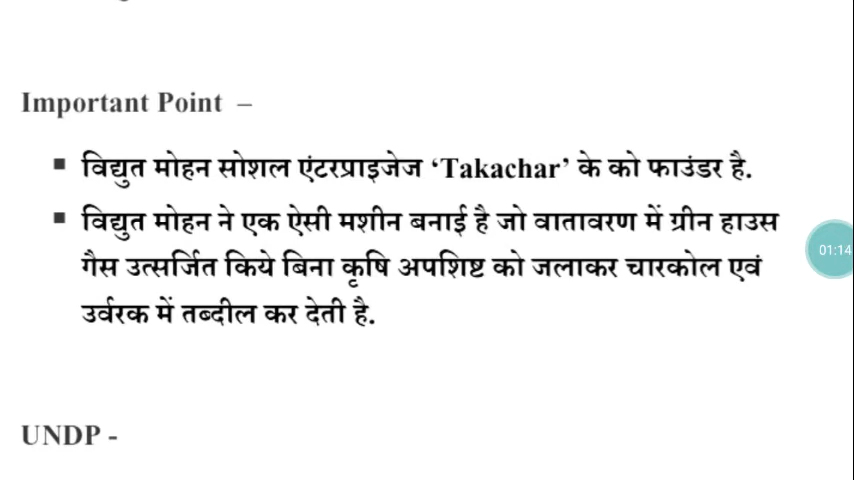 Important Point –
▪ विद्युत मोहन सोशल एंटरप्राइजेज ‘Takachar’ के को फाउंडर है.
▪ विद्युत मोहन ने एक ऐसी मशीन बनाई है जो वातावरण में ग्रीन हाउस
गैस उत्सर्जित किये बिना कृषि अपशिष्ट को जलाकर चारकोल एवं
उर्वरक में तब्दील कर देती है.
01:14
UNDP -